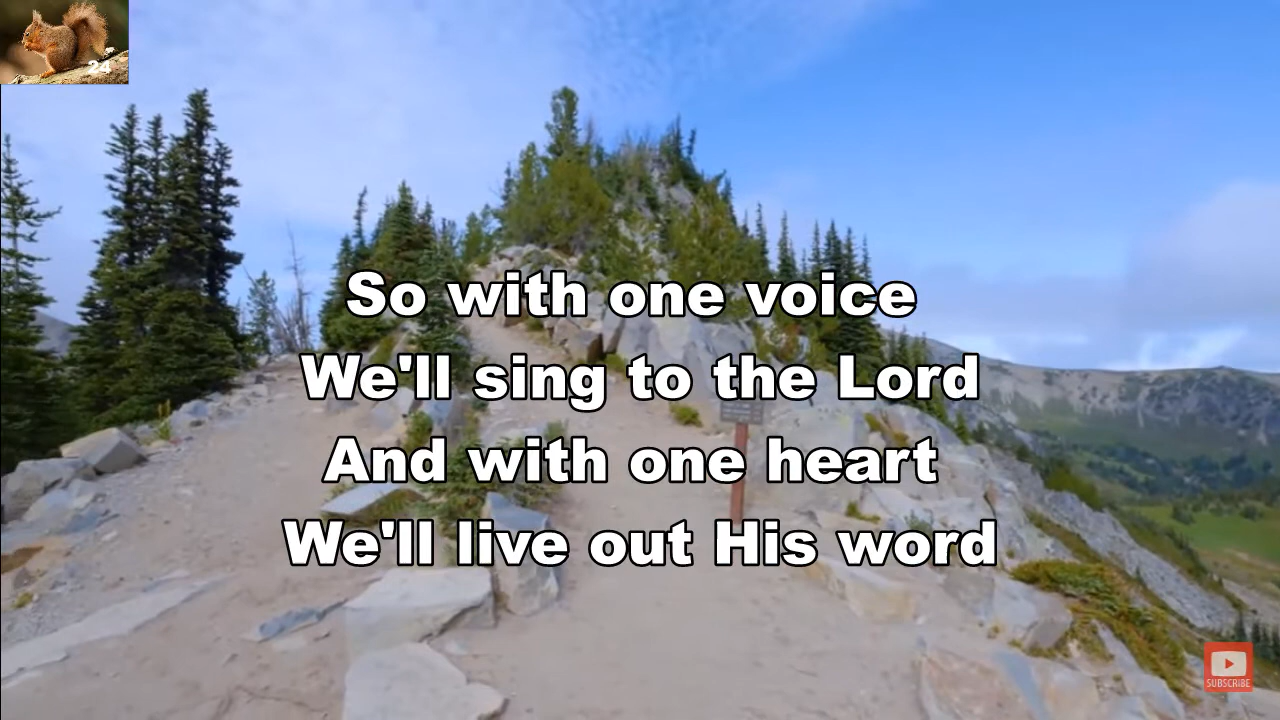 24
So with one voice
We'll sing to the Lord
And with one heart
We'll live out His word
SUBSCRIBE